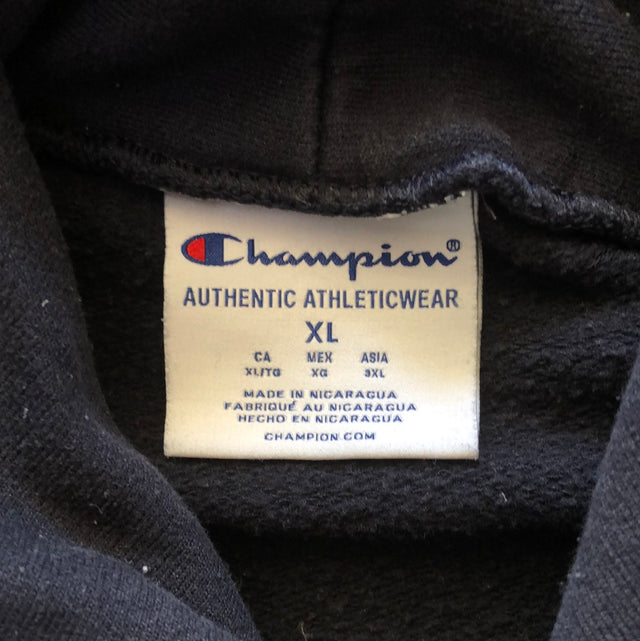 Champion®
AUTHENTIC ATHLETICWEAR
XL
CA MEX ASIA
XL/TG XG 3XL
MADE IN NICARAGUA
FABRIQUÉ AU NICARAGUA
HECHO EN NICARAGUA
CHAMPION.COM